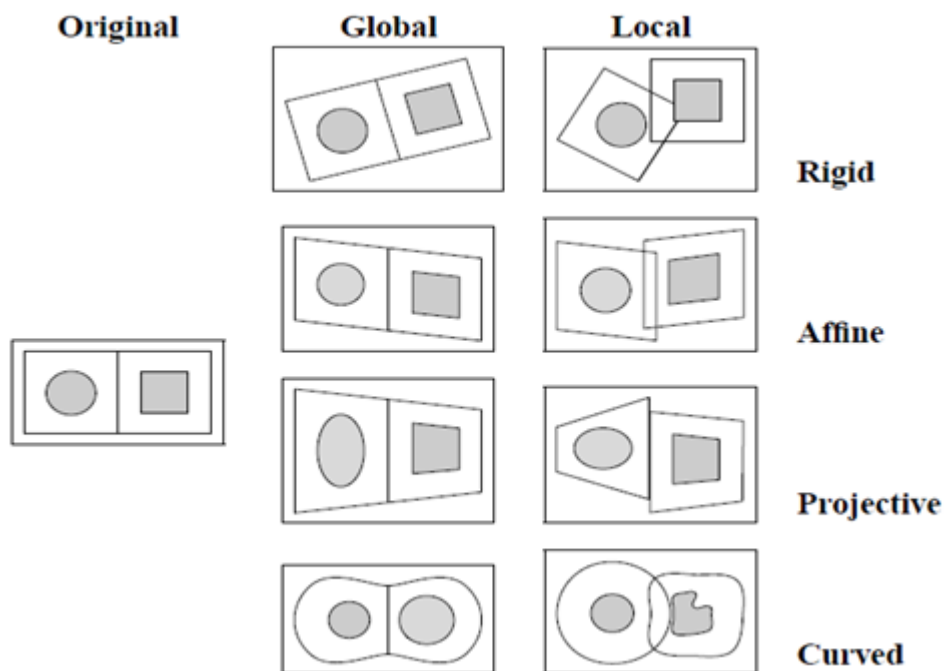 Original Global Local
Rigid
Affine
Projective
Curved